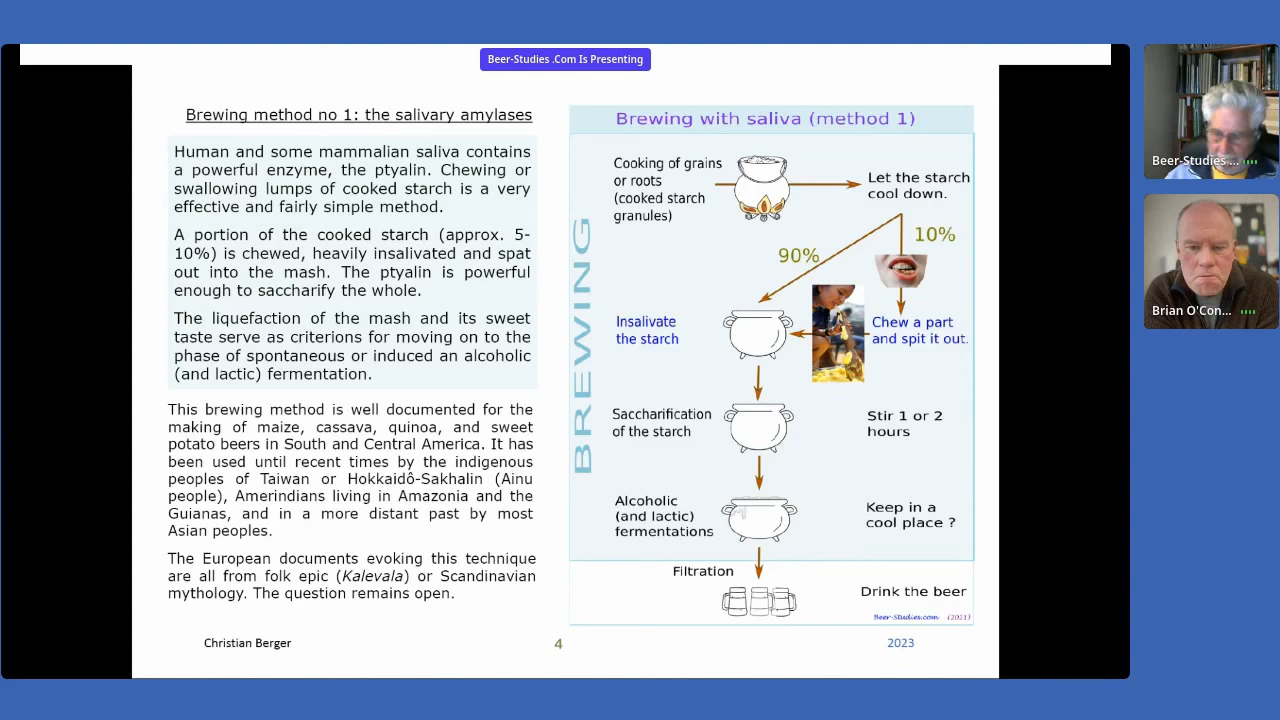 Beer-Studies .Com Is Presenting
Brewing method no 1: the salivary amylases
Human and some mammalian saliva contains
a powerful enzyme, the ptyalin. Chewing or
swallowing lumps of cooked starch is a very
effective and fairly simple method.
A portion of the cooked starch (approx. 5-
10%) is chewed, heavily insalivated and spat
out into the mash. The ptyalin is powerful
enough to saccharify the whole.
The liquefaction of the mash and its sweet
taste serve as criterions for moving on to the
phase of spontaneous or induced an alcoholic
(and lactic) fermentation.
This brewing method is well documented for the
making of maize, cassava, quinoa, and sweet
potato beers in South and Central America. It has
been used until recent times by the indigenous
peoples of Taiwan or Hokkaidô-Sakhalin (Ainu
people), Amerindians living in Amazonia and the
Guianas, and in a more distant past by most
Asian peoples.
The European documents evoking this technique
are all from folk epic (Kalevala) or Scandinavian
mythology. The question remains open.
Brewing with saliva (method 1)
BREWING
Cooking of grains
or roots
(cooked starch
granules)
Let the starch
cool down.
90%
10%
Insalivate
the starch
Chew a part
and spit it out.
Saccharification
of the starch
Stir 1 or 2
hours
Alcoholic
(and lactic)
fermentations
Keep in a
cool place ?
Filtration
Drink the beer
Beer-Studies.com (2021)
Christian Berger
4
2023
Beer-Studies ...
Brian O'Con...